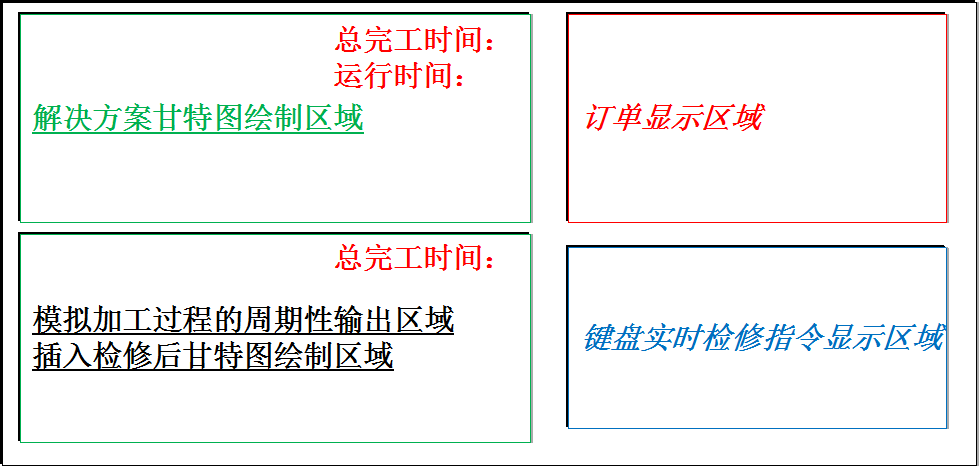 总完工时间：
运行时间：
解决方案甘特图绘制区域
订单显示区域
总完工时间：
模拟加工过程的周期性输出区域
插入检修后甘特图绘制区域
键盘实时检修指令显示区域